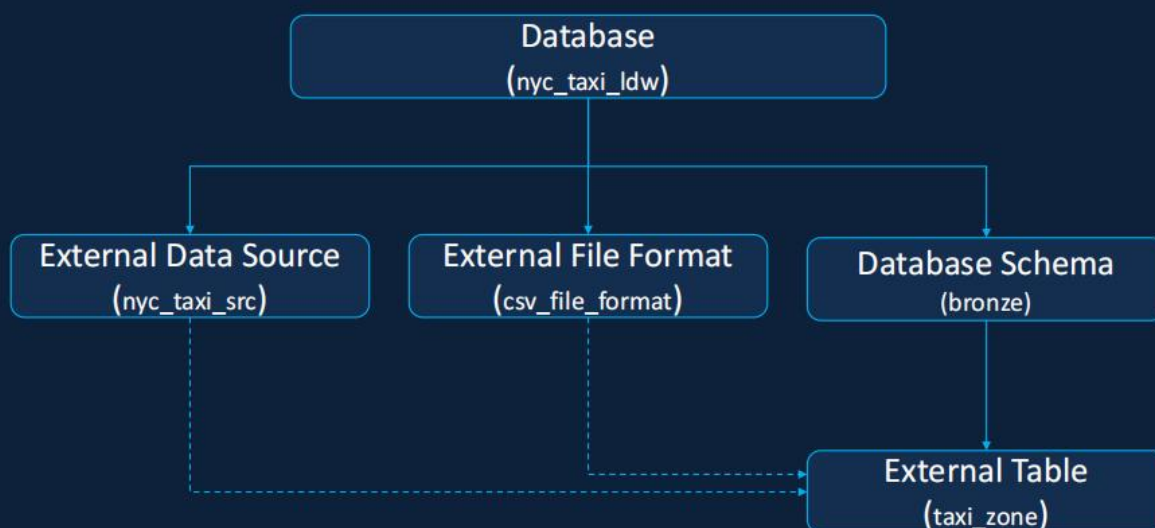 Database
(nyc_taxi_ldw)
External Data Source
(nyc_taxi_src)
External File Format
(csv_file_format)
Database Schema
(bronze)
External Table
(taxi_zone)